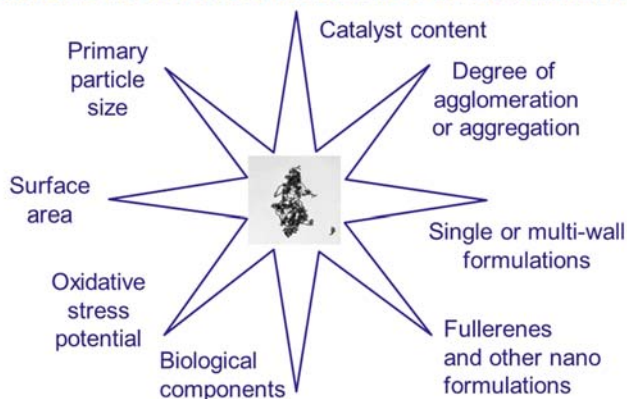 Catalyst content
Degree of
agglomeration
or aggregation
Single or multi-wall
formulations
Fullerenes
and other nano
formulations
Biological
components
Oxidative
stress
potential
Surface
area
Primary
particle
size